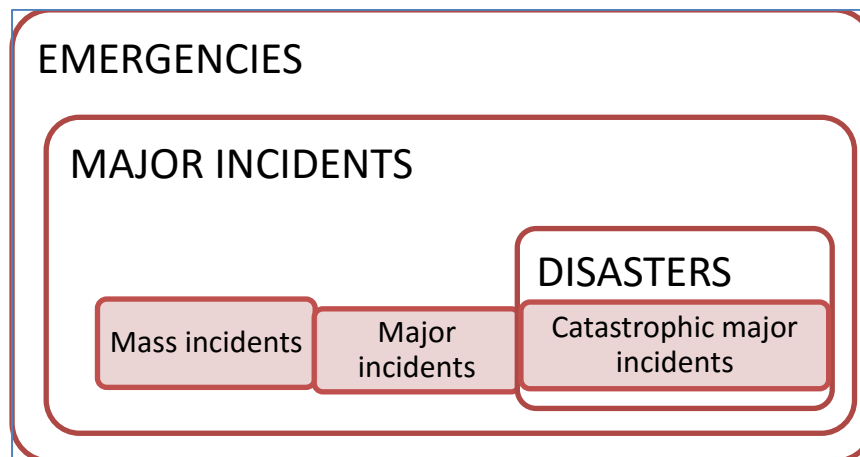 EMERGENCIES
MAJOR INCIDENTS
DISASTERS
Mass incidents
Major
incidents
Catastrophic major
incidents